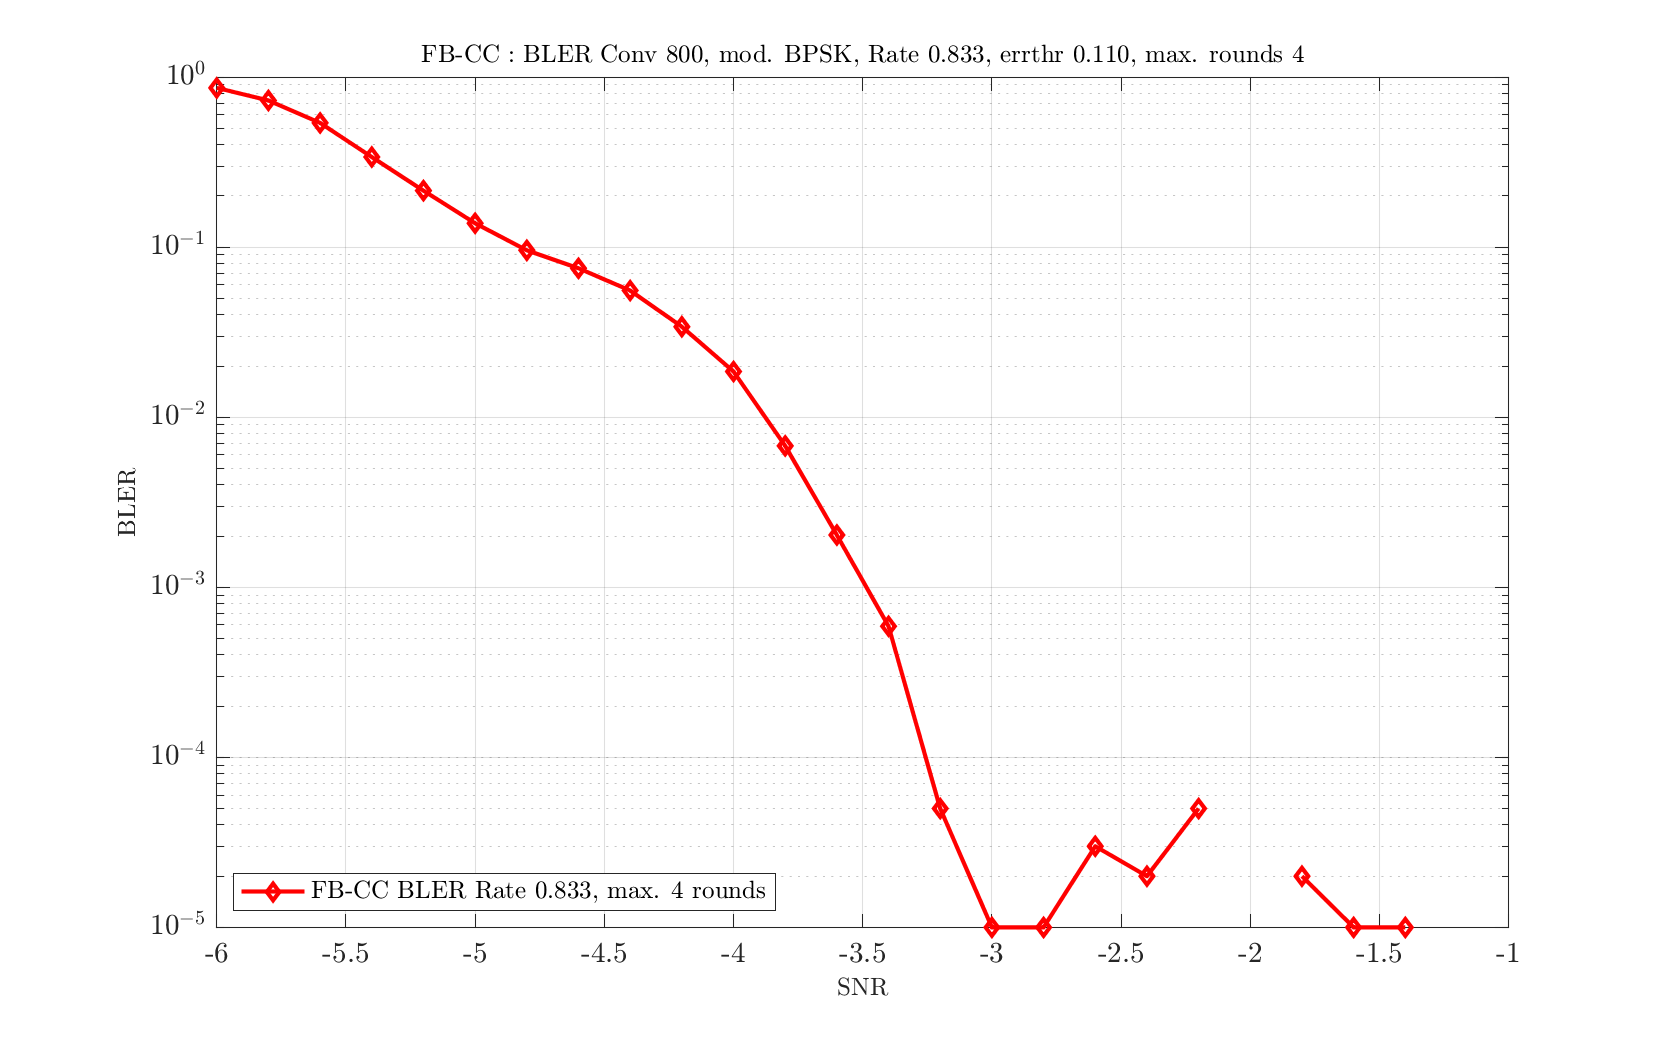 FB-CC : BLER Conv 800, mod. BPSK, Rate 0.833, errthr 0.110, max. rounds 4
10^0
10^-1
10^-2
10^-3
10^-4
10^-5
BLER
FB-CC BLER Rate 0.833, max. 4 rounds
-6 -5.5 -5 -4.5 -4 -3.5 -3 -2.5 -2 -1.5 -1
SNR